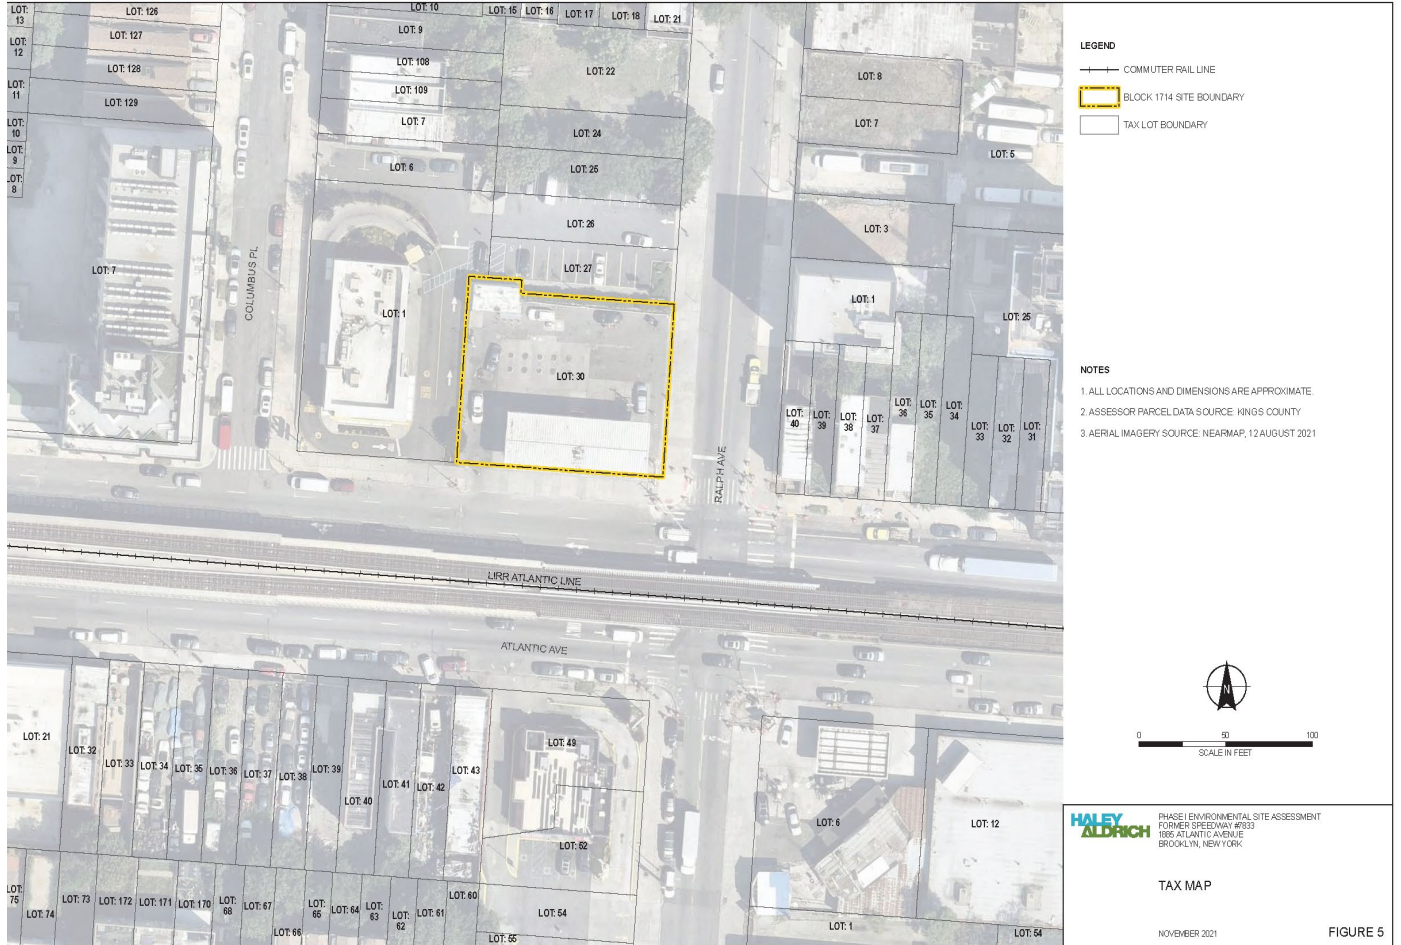 LOT:
13
LOT: 126
LOT: 10
LOT: 15
LOT: 16
LOT: 17
LOT: 18
LOT: 21
LOT:
12
LOT: 127
LOT: 9
LOT: 128
LOT: 108
LOT: 22
LOT: 8
LOT:
11
LOT: 129
LOT: 109
LOT:
10
LOT: 7
LOT: 24
LOT: 7
LOT:
9
LOT: 6
LOT: 25
LOT: 5
LOT:
8
LOT: 26
LOT: 3
LOT: 7
COLUMBUS PL
LOT: 27
LOT: 1
LOT: 1
LOT: 25
LOT: 30
LOT:
40
LOT:
39
LOT:
38
LOT:
37
LOT:
36
LOT:
35
LOT:
34
LOT:
33
LOT:
32
LOT:
31
RALPH AVE
LIRR ATLANTIC LINE
ATLANTIC AVE
LOT: 21
LOT: 32
LOT: 33
LOT: 34
LOT: 35
LOT: 36
LOT: 37
LOT: 38
LOT: 39
LOT: 40
LOT: 41
LOT: 42
LOT: 43
LOT: 49
LOT: 52
LOT: 6
LOT: 12
LOT:
75
LOT: 74
LOT: 73
LOT: 172
LOT: 171
LOT: 170
LOT:
68
LOT: 67
LOT: 66
LOT:
65
LOT: 64
LOT:
63
LOT:
62
LOT: 61
LOT: 60
LOT: 54
LOT: 55
LOT: 1
LOT: 54
LEGEND
COMMUTER RAIL LINE
BLOCK 1714 SITE BOUNDARY
TAX LOT BOUNDARY
NOTES
1. ALL LOCATIONS AND DIMENSIONS ARE APPROXIMATE.
2. ASSESSOR PARCEL DATA SOURCE: KINGS COUNTY
3. AERIAL IMAGERY SOURCE: NEARMAP, 12 AUGUST 2021
N
0 50 100
SCALE IN FEET
HALEY
ALDRICH
PHASE I ENVIRONMENTAL SITE ASSESSMENT
FORMER SPEEDWAY #7833
1885 ATLANTIC AVENUE
BROOKLYN, NEW YORK
TAX MAP
NOVEMBER 2021
FIGURE 5